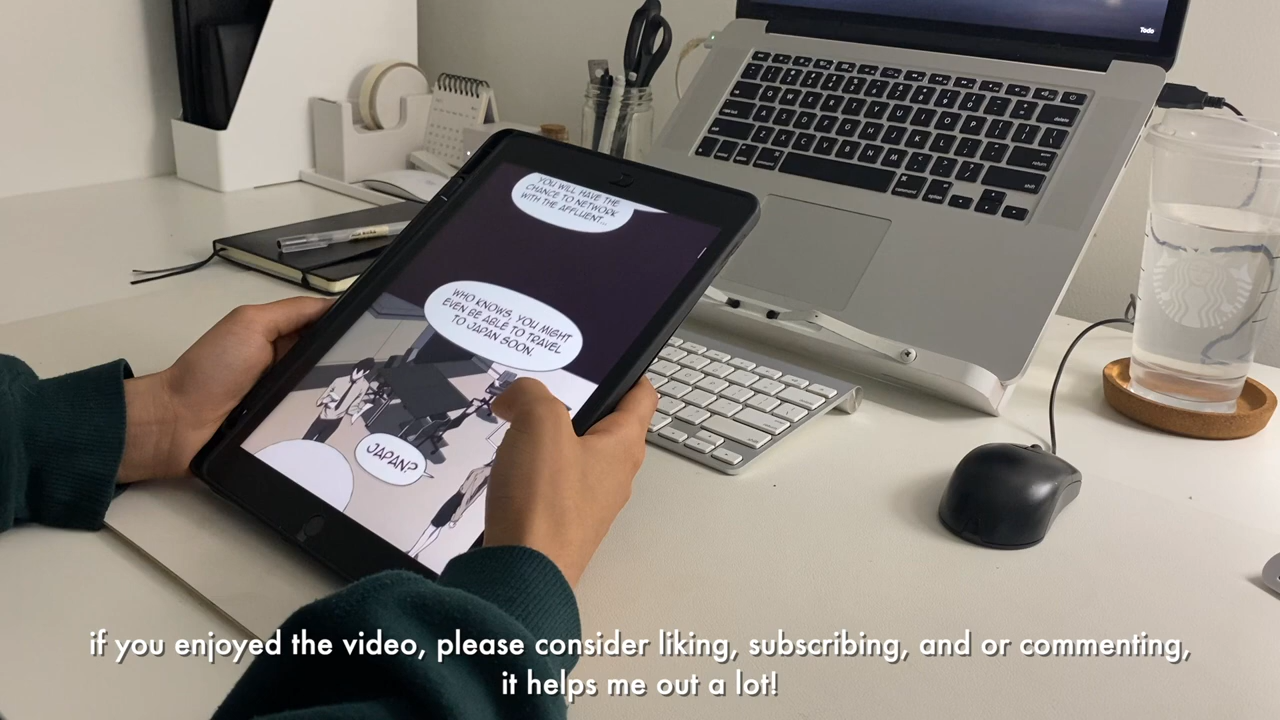 Todo
YOU WILL HAVE THE
CHANCE TO NETWORK
WITH THE AFFLUENT...
WHO KNOWS, YOU MIGHT
EVEN BE ABLE TO TRAVEL
TO JAPAN SOON.
JAPAN?
if you enjoyed the video, please consider liking, subscribing, and or commenting,
it helps me out a lot!